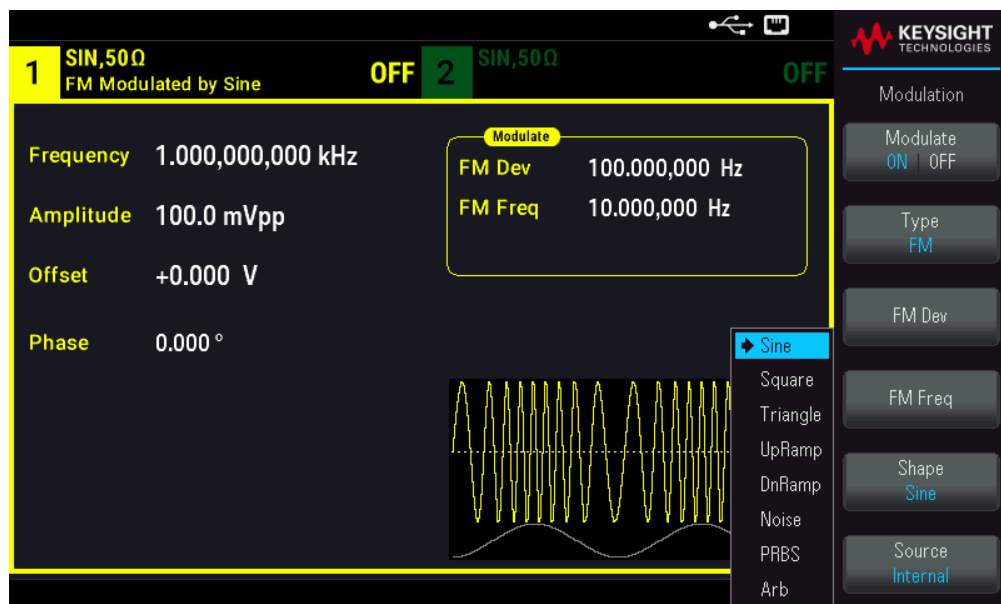 KEYSIGHT
TECHNOLOGIES
1
SIN,50Ω
FM Modulated by Sine
OFF
2
SIN,50Ω
OFF
Frequency 1.000,000,000 kHz
Amplitude 100.0 mVpp
Offset +0.000 V
Phase 0.000 °
Modulate
FM Dev 100.000,000 Hz
FM Freq 10.000,000 Hz
Sine
Square
Triangle
UpRamp
DnRamp
Noise
PRBS
Arb
Modulation
Modulate
ON | OFF
Type
FM
FM Dev
FM Freq
Shape
Sine
Source
Internal